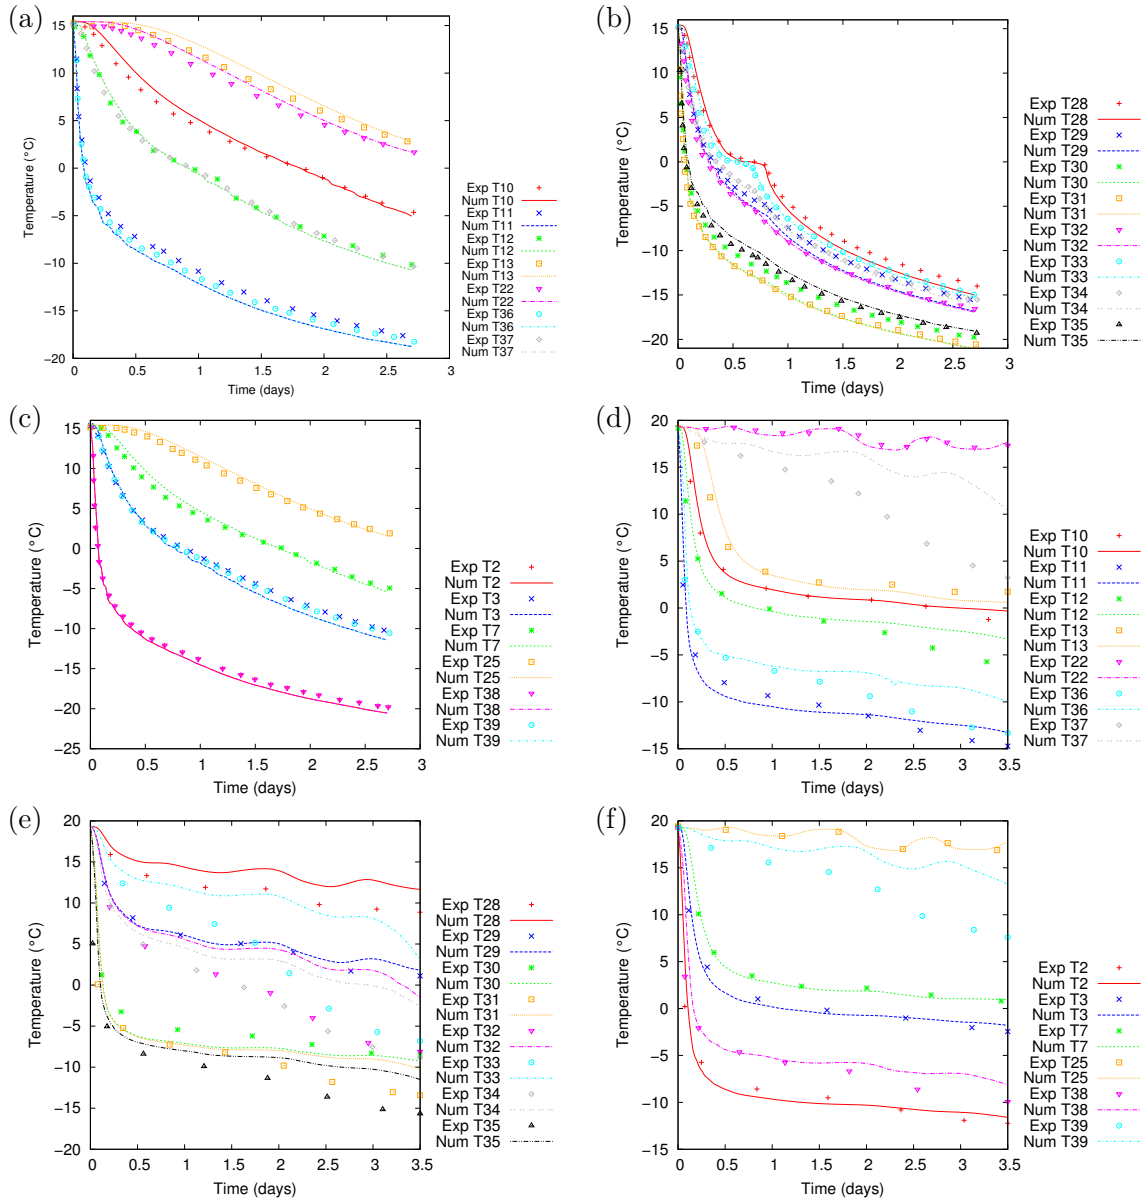 (a)
Temperature (°C)
15
10
5
0
−5
−10
−15
−20
0
0.5
1
1.5
2
2.5
3
Time (days)
Exp T10
Num T10
Exp T11
Num T11
Exp T12
Num T12
Exp T13
Num T13
Exp T22
Num T22
Exp T36
Num T36
Exp T37
Num T37
(b)
Temperature (°C)
15
10
5
0
−5
−10
−15
−20
0
0.5
1
1.5
2
2.5
3
Time (days)
Exp T28
Num T28
Exp T29
Num T29
Exp T30
Num T30
Exp T31
Num T31
Exp T32
Num T32
Exp T33
Num T33
Exp T34
Num T34
Exp T35
Num T35
(c)
Temperature (°C)
15
10
5
0
−5
−10
−15
−20
−25
0
0.5
1
1.5
2
2.5
3
Time (days)
Exp T2
Num T2
Exp T3
Num T3
Exp T7
Num T7
Exp T25
Num T25
Exp T38
Num T38
Exp T39
Num T39
(d)
Temperature (°C)
20
15
10
5
0
−5
−10
−15
0
0.5
1
1.5
2
2.5
3
3.5
Time (days)
Exp T10
Num T10
Exp T11
Num T11
Exp T12
Num T12
Exp T13
Num T13
Exp T22
Num T22
Exp T36
Num T36
Exp T37
Num T37
(e)
Temperature (°C)
20
15
10
5
0
−5
−10
−15
−20
0
0.5
1
1.5
2
2.5
3
3.5
Time (days)
Exp T28
Num T28
Exp T29
Num T29
Exp T30
Num T30
Exp T31
Num T31
Exp T32
Num T32
Exp T33
Num T33
Exp T34
Num T34
Exp T35
Num T35
(f)
Temperature (°C)
20
15
10
5
0
−5
−10
−15
0
0.5
1
1.5
2
2.5
3
3.5
Time (days)
Exp T2
Num T2
Exp T3
Num T3
Exp T7
Num T7
Exp T25
Num T25
Exp T38
Num T38
Exp T39
Num T39